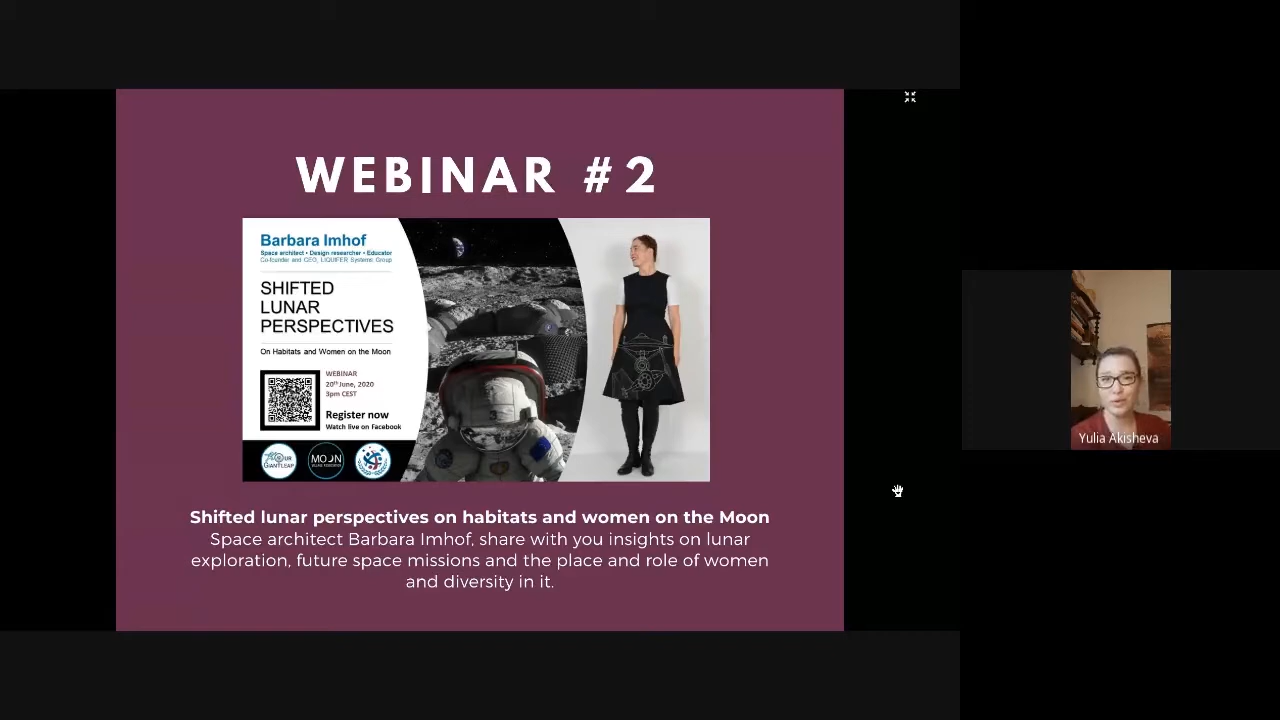 WEBINAR #2
Barbara Imhof
Space architect • Design researcher • Educator
Co-founder and CEO, LIQUIFER Systems Group
SHIFTED
LUNAR
PERSPECTIVES
On Habitats and Women on the Moon
WEBINAR
20th June, 2020
3pm CEST
Register now
Watch live on Facebook
OUR
GIANTLEAP
MOON
Shifted lunar perspectives on habitats and women on the Moon
Space architect Barbara Imhof, share with you insights on lunar
exploration, future space missions and the place and role of women
and diversity in it.
Yulia Akisheva